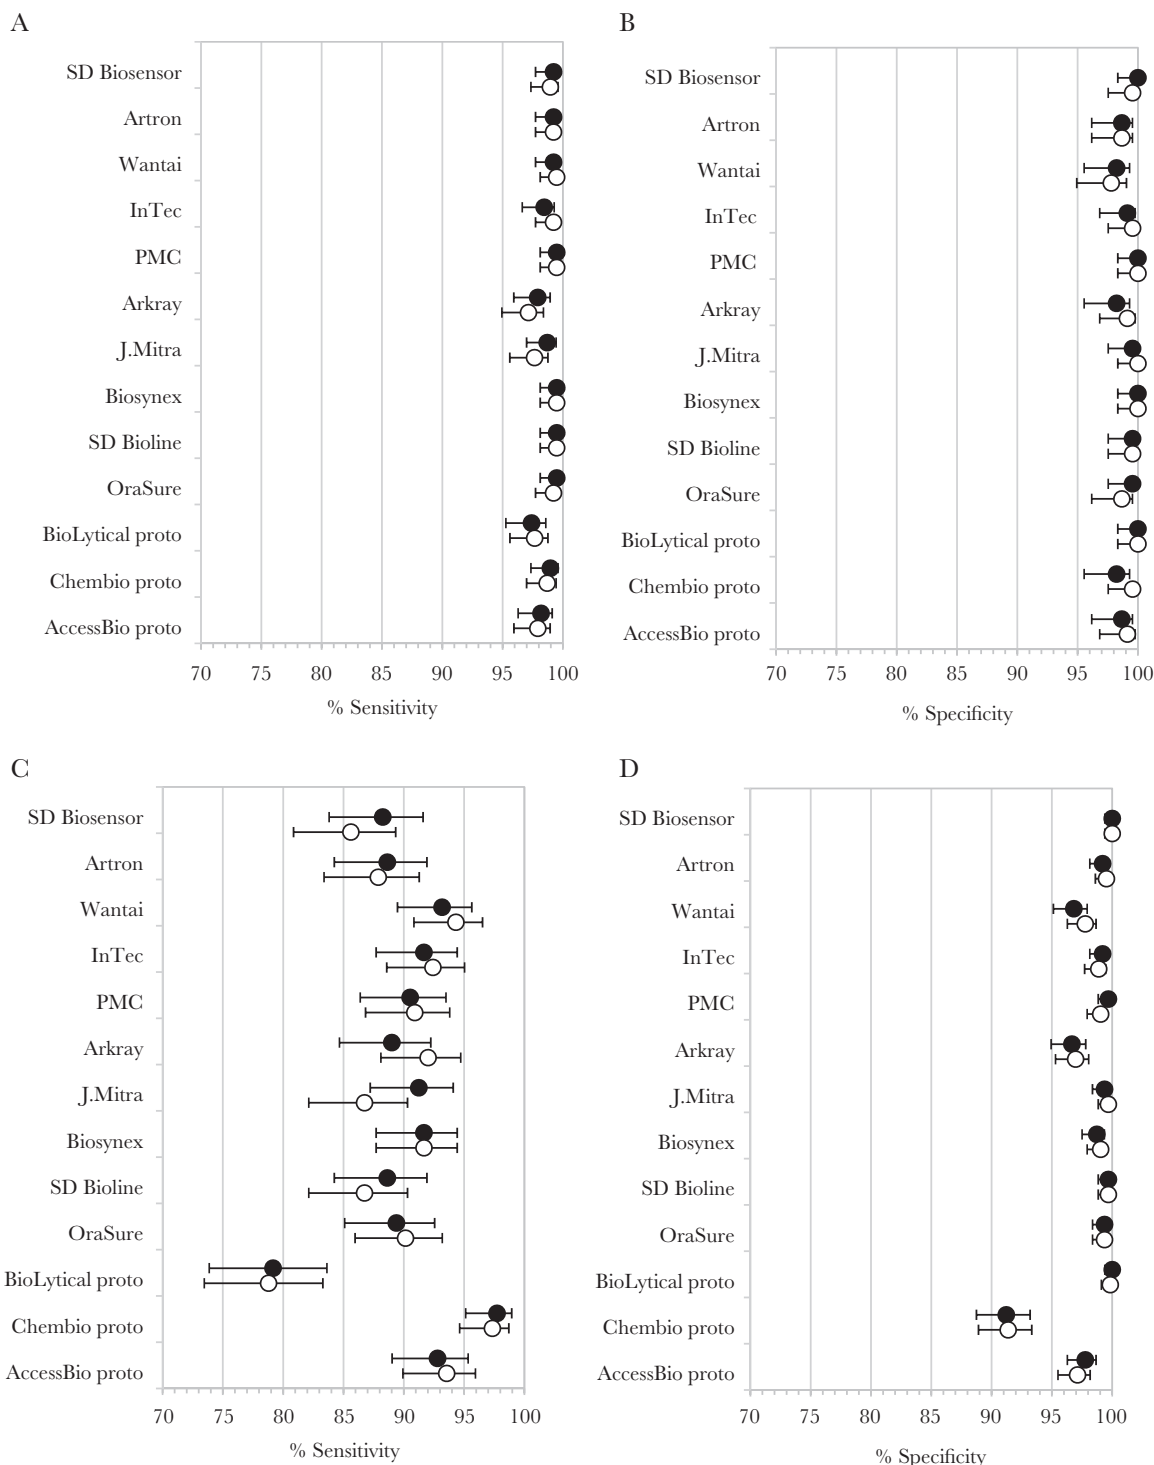 A
SD Biosensor
Artron
Wantai
InTec
PMC
Arkray
J.Mitra
Biosynex
SD Bioline
OraSure
BioLytical proto
Chembio proto
AccessBio proto
70 75 80 85 90 95 100
% Sensitivity
B
SD Biosensor
Artron
Wantai
InTec
PMC
Arkray
J.Mitra
Biosynex
SD Bioline
OraSure
BioLytical proto
Chembio proto
AccessBio proto
70 75 80 85 90 95 100
% Specificity
C
SD Biosensor
Artron
Wantai
InTec
PMC
Arkray
J.Mitra
Biosynex
SD Bioline
OraSure
BioLytical proto
Chembio proto
AccessBio proto
70 75 80 85 90 95 100
% Sensitivity
D
SD Biosensor
Artron
Wantai
InTec
PMC
Arkray
J.Mitra
Biosynex
SD Bioline
OraSure
BioLytical proto
Chembio proto
AccessBio proto
70 75 80 85 90 95 100
% Specificity